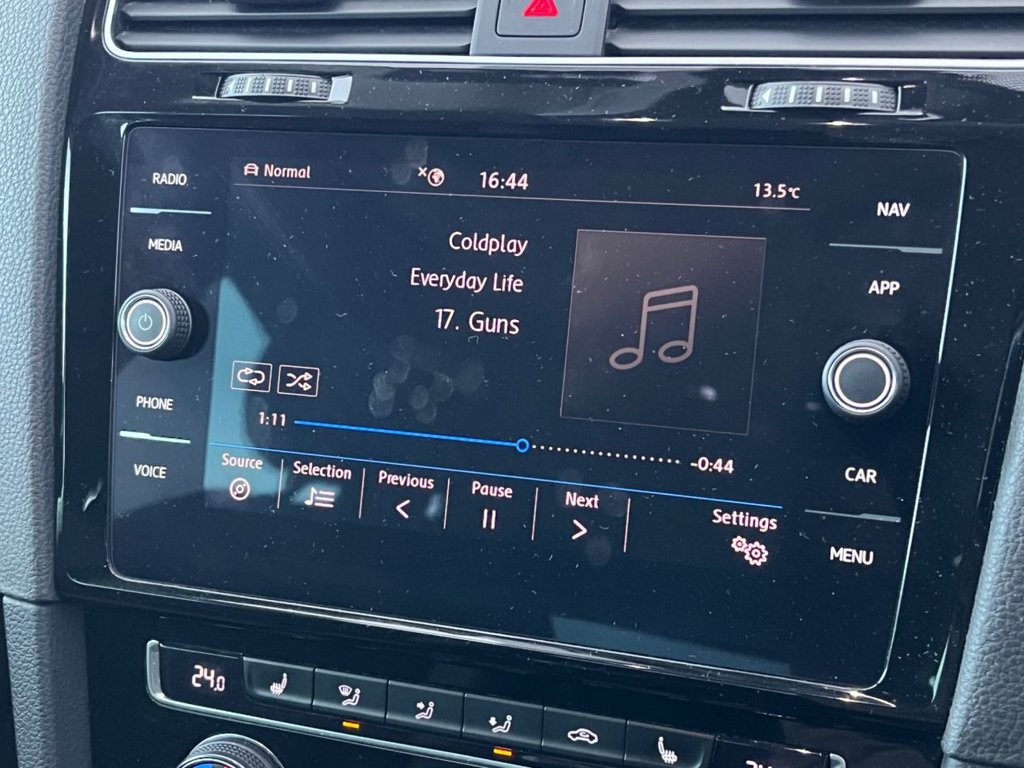 RADIO
MEDIA
PHONE
VOICE
Normal
16:44
13.5°C
Coldplay
Everyday Life
17. Guns
1:11
-0:44
Source
Selection
Previous
Pause
Next
Settings
NAV
APP
CAR
MENU
24.0